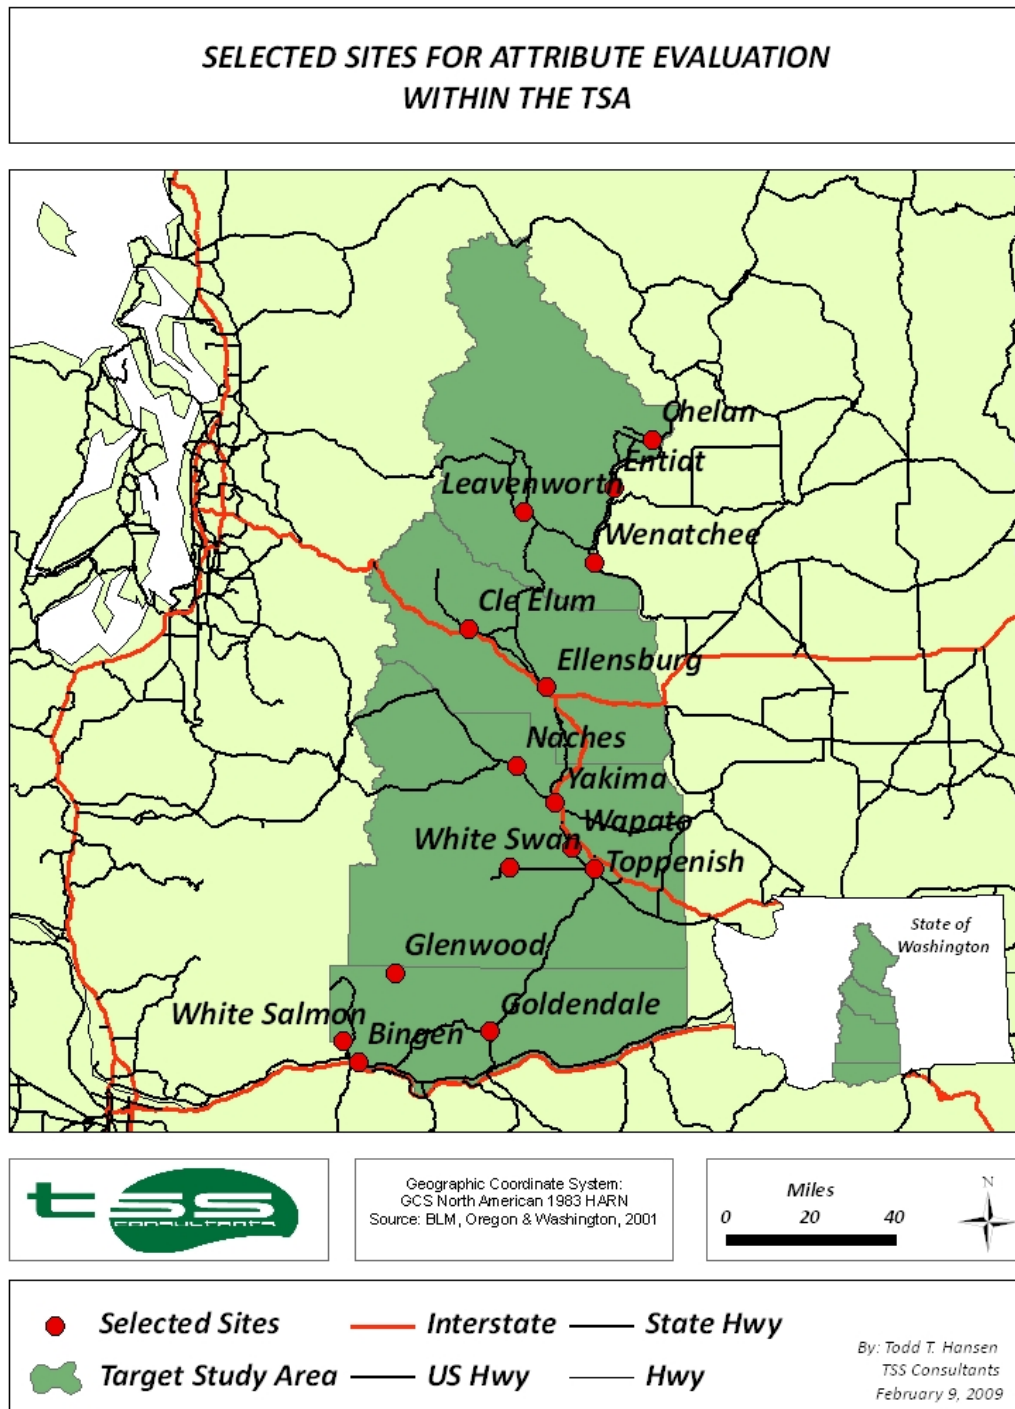 SELECTED SITES FOR ATTRIBUTE EVALUATION
WITHIN THE TSA
Chelan
Entiat
Leavenworth
Wenatchee
Cle Elum
Ellensburg
Naches
Yakima
Wapato
White Swan
Toppenish
State of
Washington
Glenwood
Goldendale
White Salmon
Bingen
tss
CONSULTANTS
Geographic Coordinate System:
GCS North American 1983 HARN
Source: BLM, Oregon & Washington, 2001
Miles
0 20 40
N
Selected Sites
Interstate
State Hwy
Target Study Area
US Hwy
Hwy
By: Todd T. Hansen
TSS Consultants
February 9, 2009